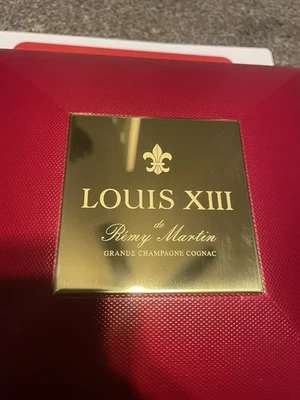 LOUIS XIII
de
Rémy Martin
GRANDE CHAMPAGNE COGNAC